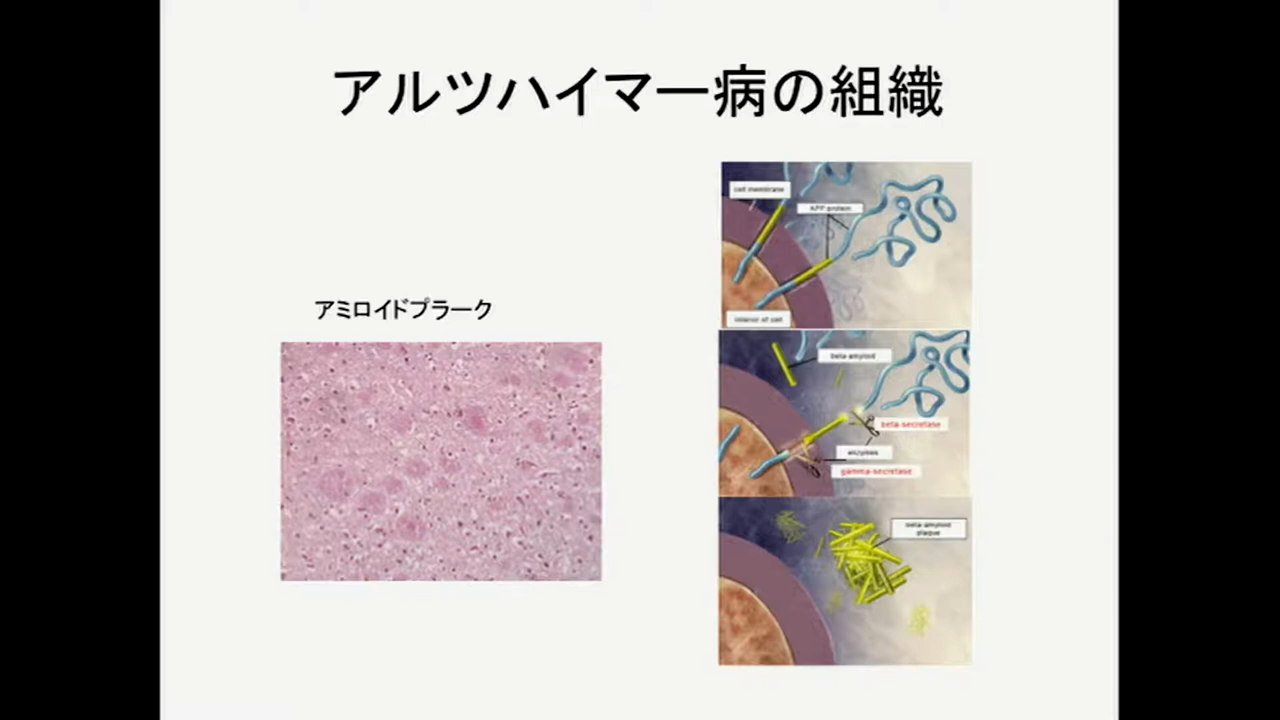 アルツハイマー病の組織
アミロイドプラーク
cell membrane
APP protein
interior of cell
beta-amyloid
beta-secretase
enzymes
gamma-secretase
beta-amyloid
plaque